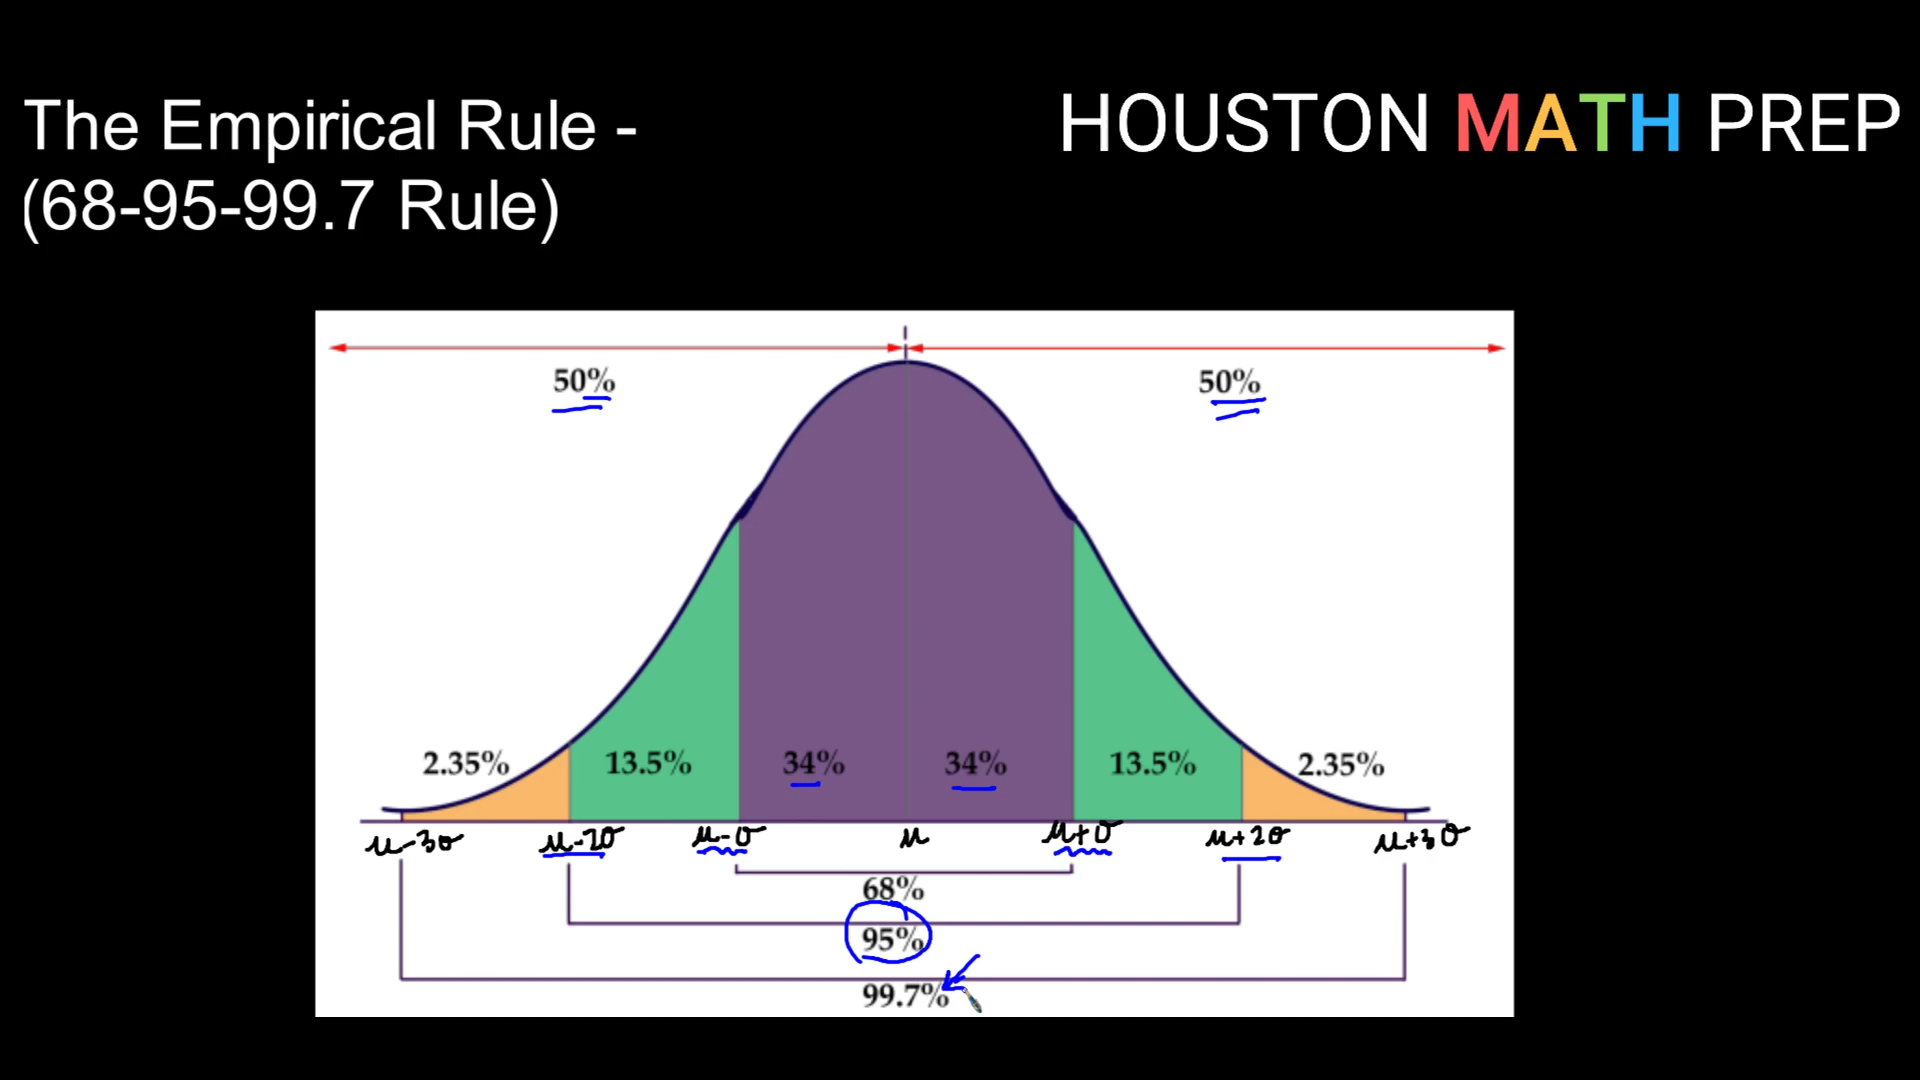 The Empirical Rule -
(68-95-99.7 Rule)
HOUSTON MATH PREP
50% 50%
2.35% 13.5% 34% 34% 13.5% 2.35%
μ-3σ μ-2σ μ-σ μ μ+σ μ+2σ μ+3σ
68%
95%
99.7%